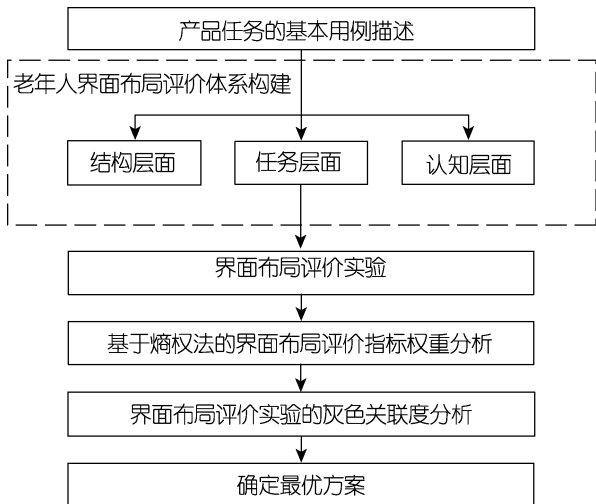 产品任务的基本用例描述
老年人界面布局评价体系构建
结构层面
任务层面
认知层面
界面布局评价实验
基于熵权法的界面布局评价指标权重分析
界面布局评价实验的灰色关联度分析
确定最优方案